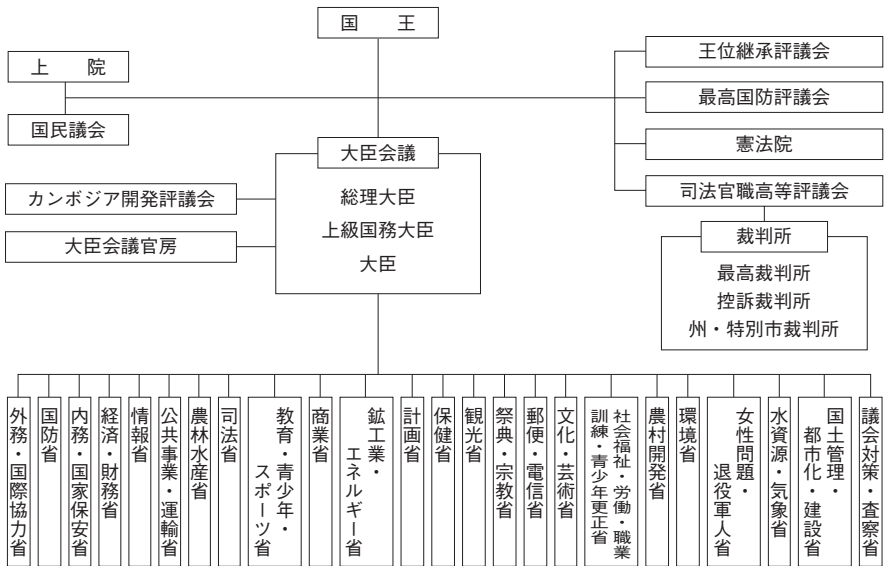 国　王
上　院
国民議会
王位継承評議会
最高国防評議会
憲法院
司法官職高等評議会
大臣会議
総理大臣
上級国務大臣
大臣
カンボジア開発評議会
大臣会議官房
裁判所
最高裁判所
控訴裁判所
州・特別市裁判所
外務・国際協力省
国防省
内務・国家保安省
経済・財務省
情報省
公共事業・運輸省
農林水産省
司法省
教育・青少年・
スポーツ省
商業省
鉱工業・
エネルギー省
計画省
保健省
観光省
祭典・宗教省
郵便・電信省
文化・芸術省
社会福祉・労働・職業
訓練・青少年更正省
農村開発省
環境省
女性問題・
退役軍人省
水資源・気象省
国土管理・
都市化・建設省
議会対策・査察省